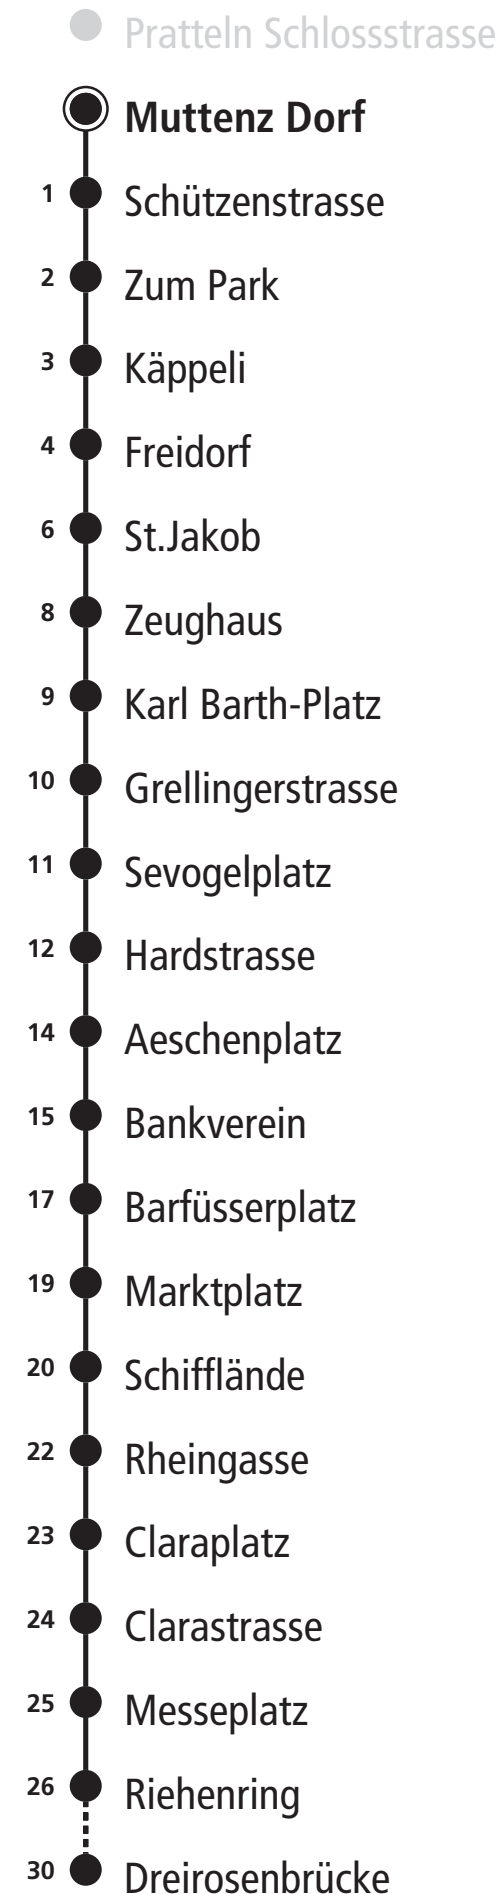 Pratteln Schlossstrasse
Muttenz Dorf
1 Schützenstrasse
2 Zum Park
3 Käppeli
4 Freidorf
6 St.Jakob
8 Zeughaus
9 Karl Barth-Platz
10 Grellingerstrasse
11 Sevogelplatz
12 Hardstrasse
14 Aeschenplatz
15 Bankverein
17 Barfüsserplatz
19 Marktplatz
20 Schifflände
22 Rheingasse
23 Claraplatz
24 Clarastrasse
25 Messeplatz
26 Riehenring
30 Dreirosenbrücke